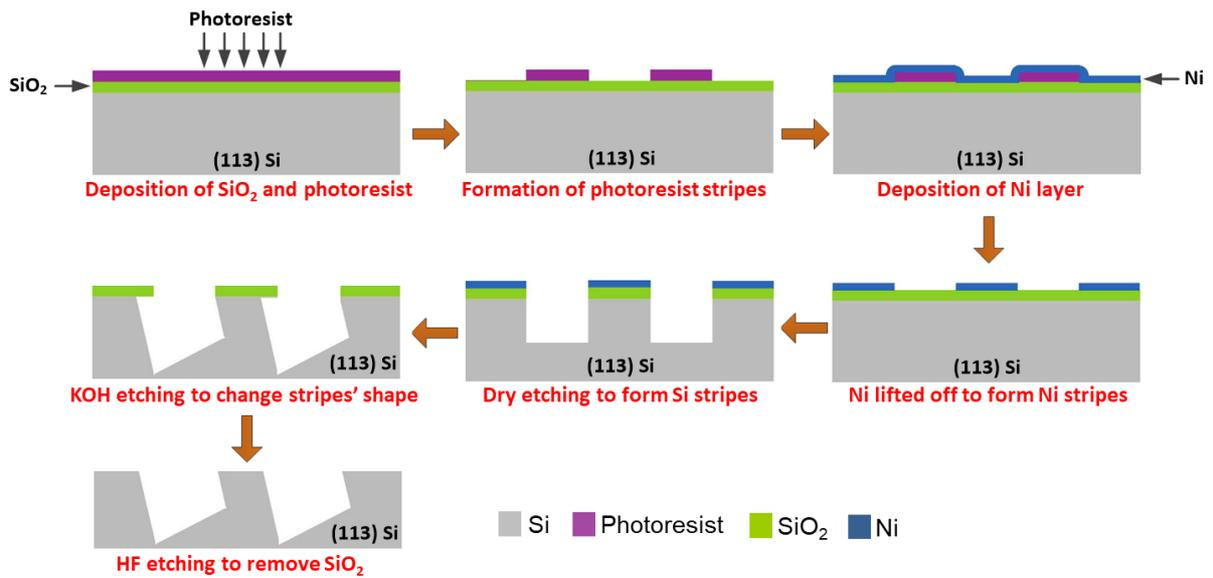 Photoresist
SiO₂
Ni
(113) Si
(113) Si
(113) Si
Deposition of SiO₂ and photoresist
Formation of photoresist stripes
Deposition of Ni layer
(113) Si
(113) Si
(113) Si
KOH etching to change stripes’ shape
Dry etching to form Si stripes
Ni lifted off to form Ni stripes
(113) Si
HF etching to remove SiO₂
Si
Photoresist
SiO₂
Ni